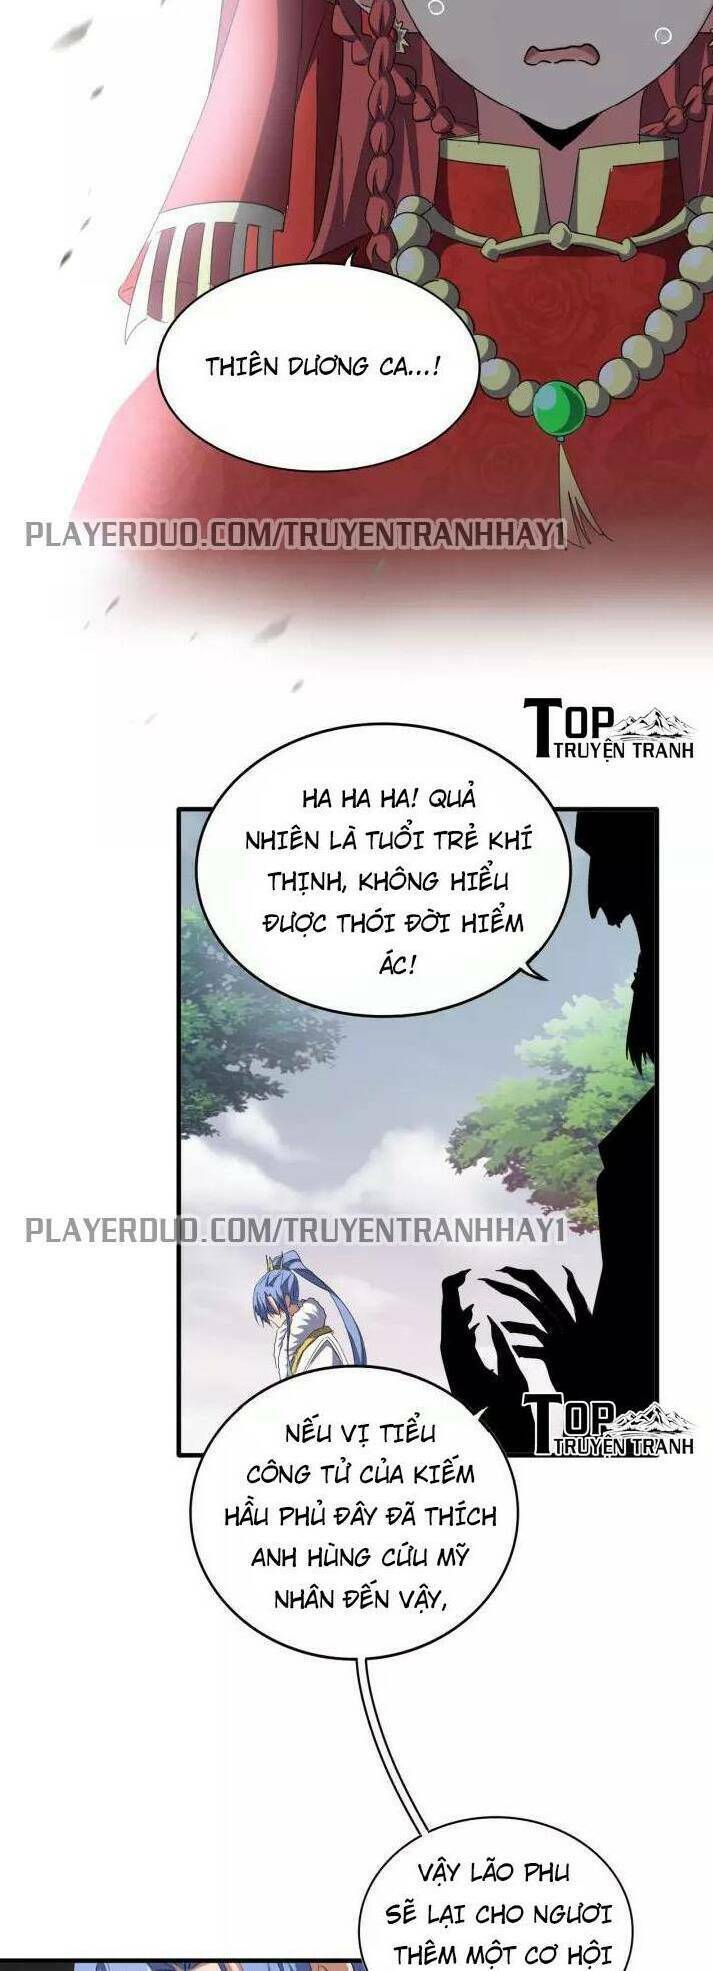 THIÊN DƯƠNG CA...!
PLAYERDUO.COM/TRUYENTRANHHAY1
TOP
TRUYỆN TRANH
HA HA HA! QUẢ
NHIÊN LÀ TUỔI TRẺ KHÍ
THỊNH, KHÔNG HIỂU
ĐƯỢC THÓI ĐỜI HIỂM
ÁC!
PLAYERDUO.COM/TRUYENTRANHHAY1
TOP
TRUYỆN TRANH
NẾU VỊ TIỂU
CÔNG TỬ CỦA KIẾM
HẦU PHỦ ĐÂY ĐÃ THÍCH
ANH HÙNG CỨU MỸ
NHÂN ĐẾN VẬY,
VẬY LÃO PHU
SẼ LẠI CHO NGƯƠI
THÊM MỘT CƠ HỘI